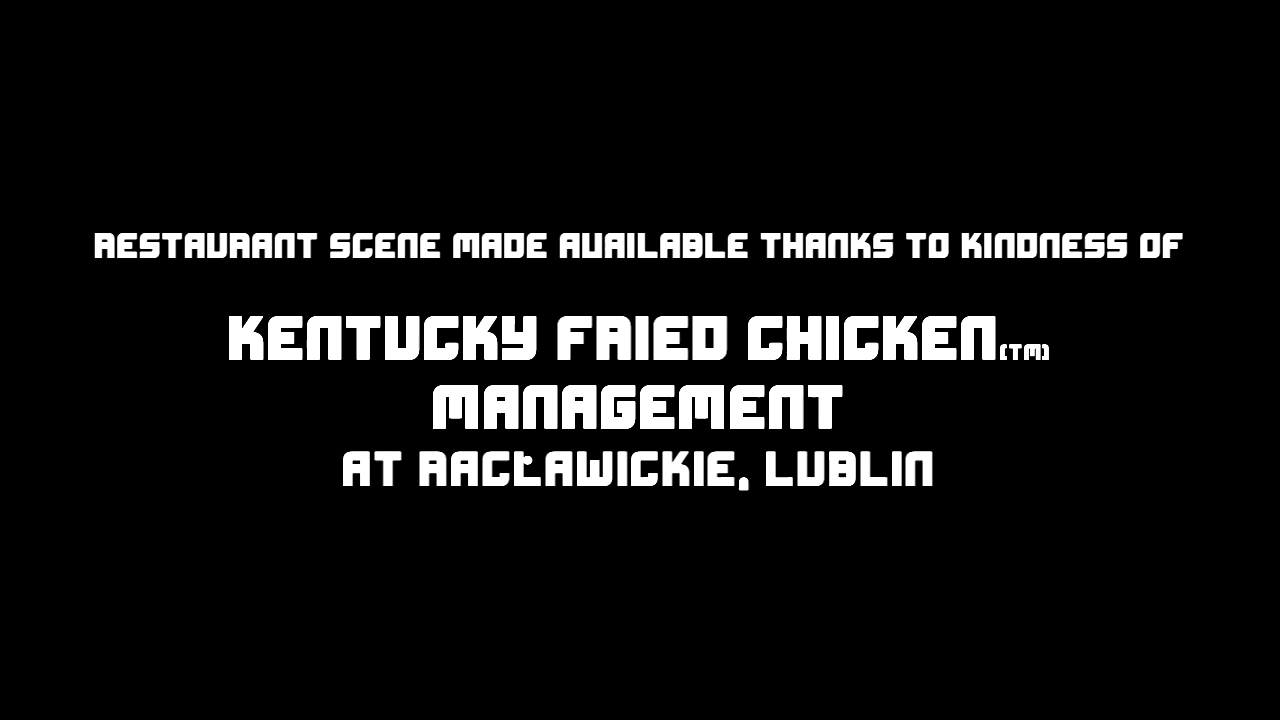 RESTAURANT SCENE MADE AVAILABLE THANKS TO KINDNESS OF
KENTUCKY FRIED CHICKEN(TM)
MANAGEMENT
AT RACŁAWICKIE, LUBLIN